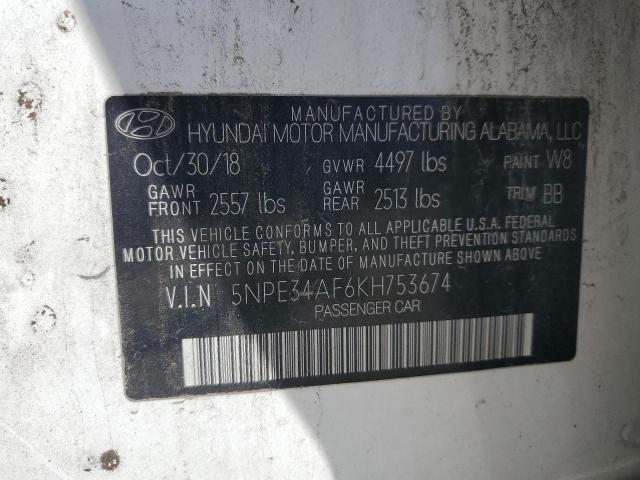 MANUFACTURED BY
HYUNDAI MOTOR MANUFACTURING ALABAMA, LLC
Oct/30/18 GVWR 4497 lbs PAINT W8
GAWR FRONT 2557 lbs GAWR REAR 2513 lbs TRIM BB
THIS VEHICLE CONFORMS TO ALL APPLICABLE U.S.A. FEDERAL
MOTOR VEHICLE SAFETY, BUMPER, AND THEFT PREVENTION STANDARDS
IN EFFECT ON THE DATE OF MANUFACTURE SHOWN ABOVE.
V.I.N 5NPE34AF6KH753674
PASSENGER CAR